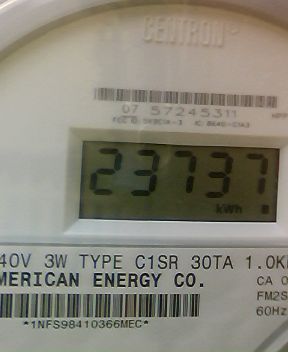 CENTRON®
07 57245311
23737
kWh
40V 3W TYPE C1SR 30TA 1.0K
MERICAN ENERGY CO.
CA 0
FM2S
60Hz
*1NFS98410366MEC*